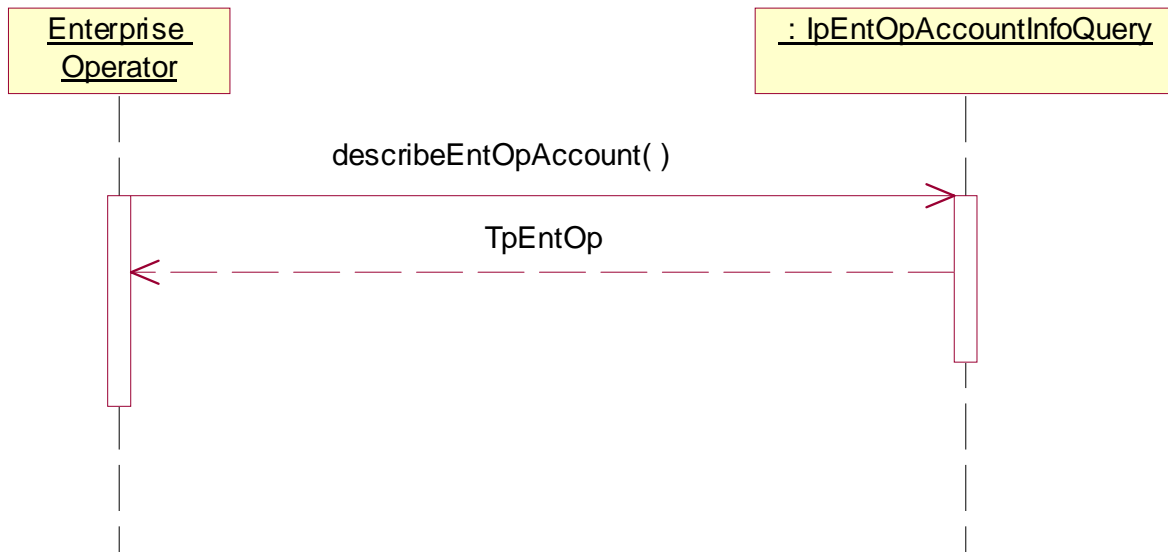 Enterprise
Operator
: IpEntOpAccountInfoQuery
describeEntOpAccount( )
TpEntOp